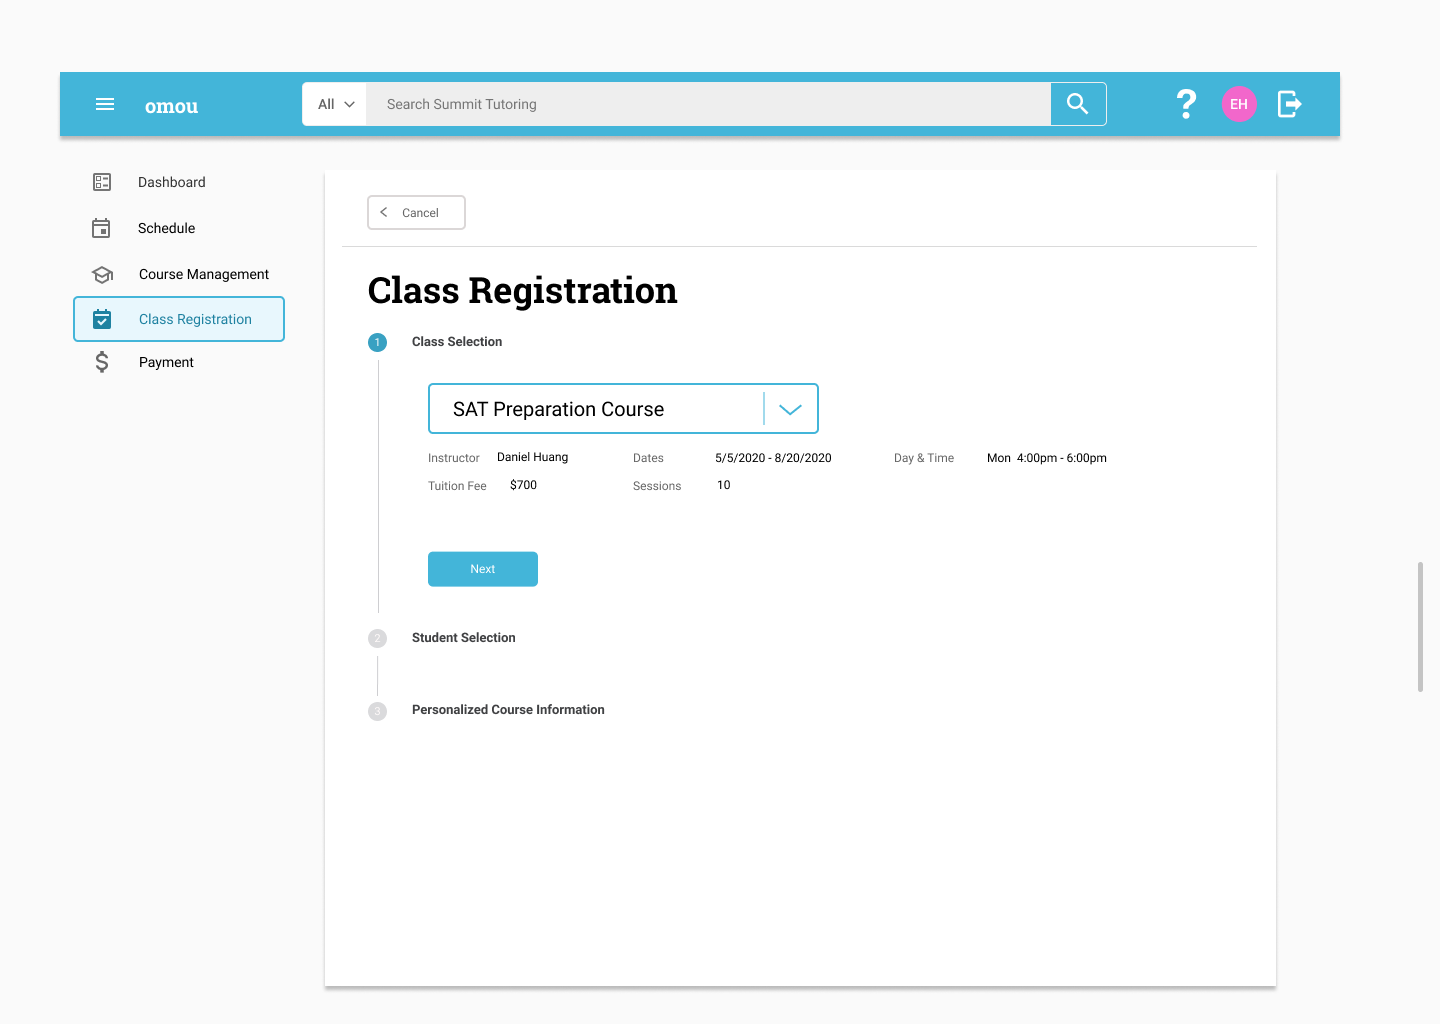 omou
All
Search Summit Tutoring
?
EH
Dashboard
Schedule
Course Management
Class Registration
Payment
Cancel
Class Registration
1 Class Selection
SAT Preparation Course
Instructor Daniel Huang Dates 5/5/2020 - 8/20/2020 Day & Time Mon 4:00pm - 6:00pm
Tuition Fee $700 Sessions 10
Next
2 Student Selection
3 Personalized Course Information